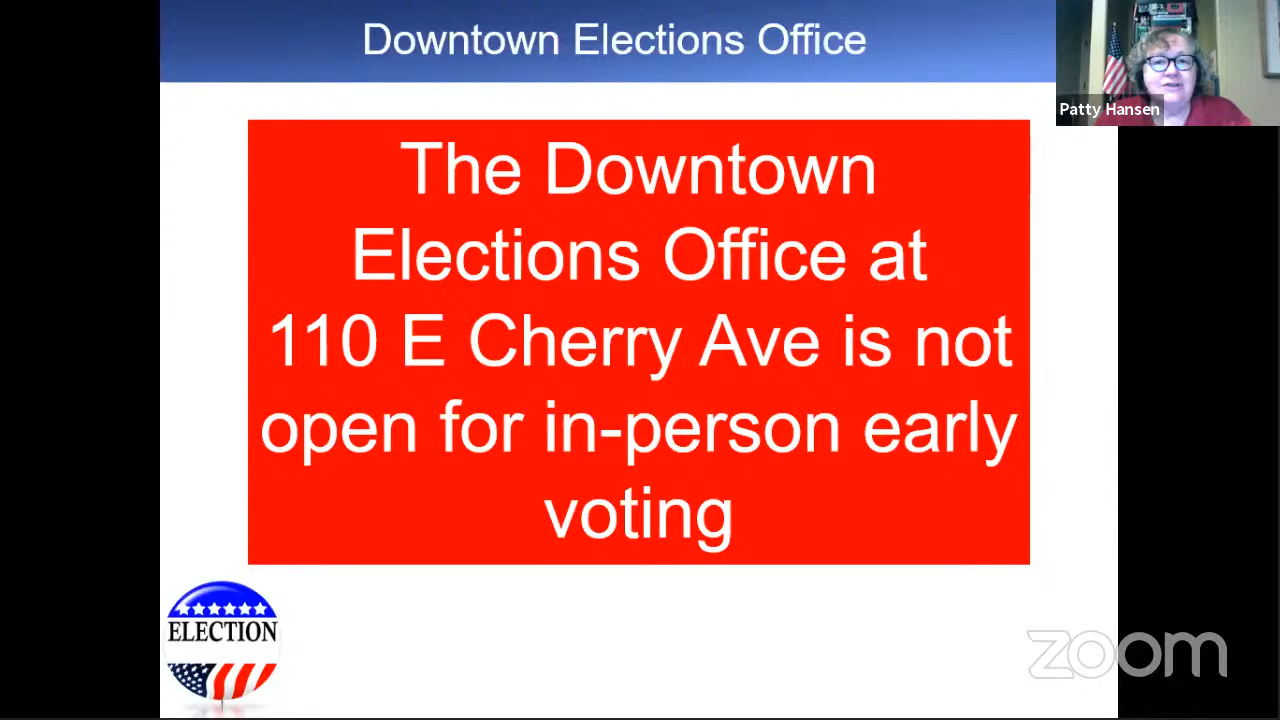 Downtown Elections Office
Patty Hansen
The Downtown
Elections Office at
110 E Cherry Ave is not
open for in-person early
voting
ELECTION
zoom